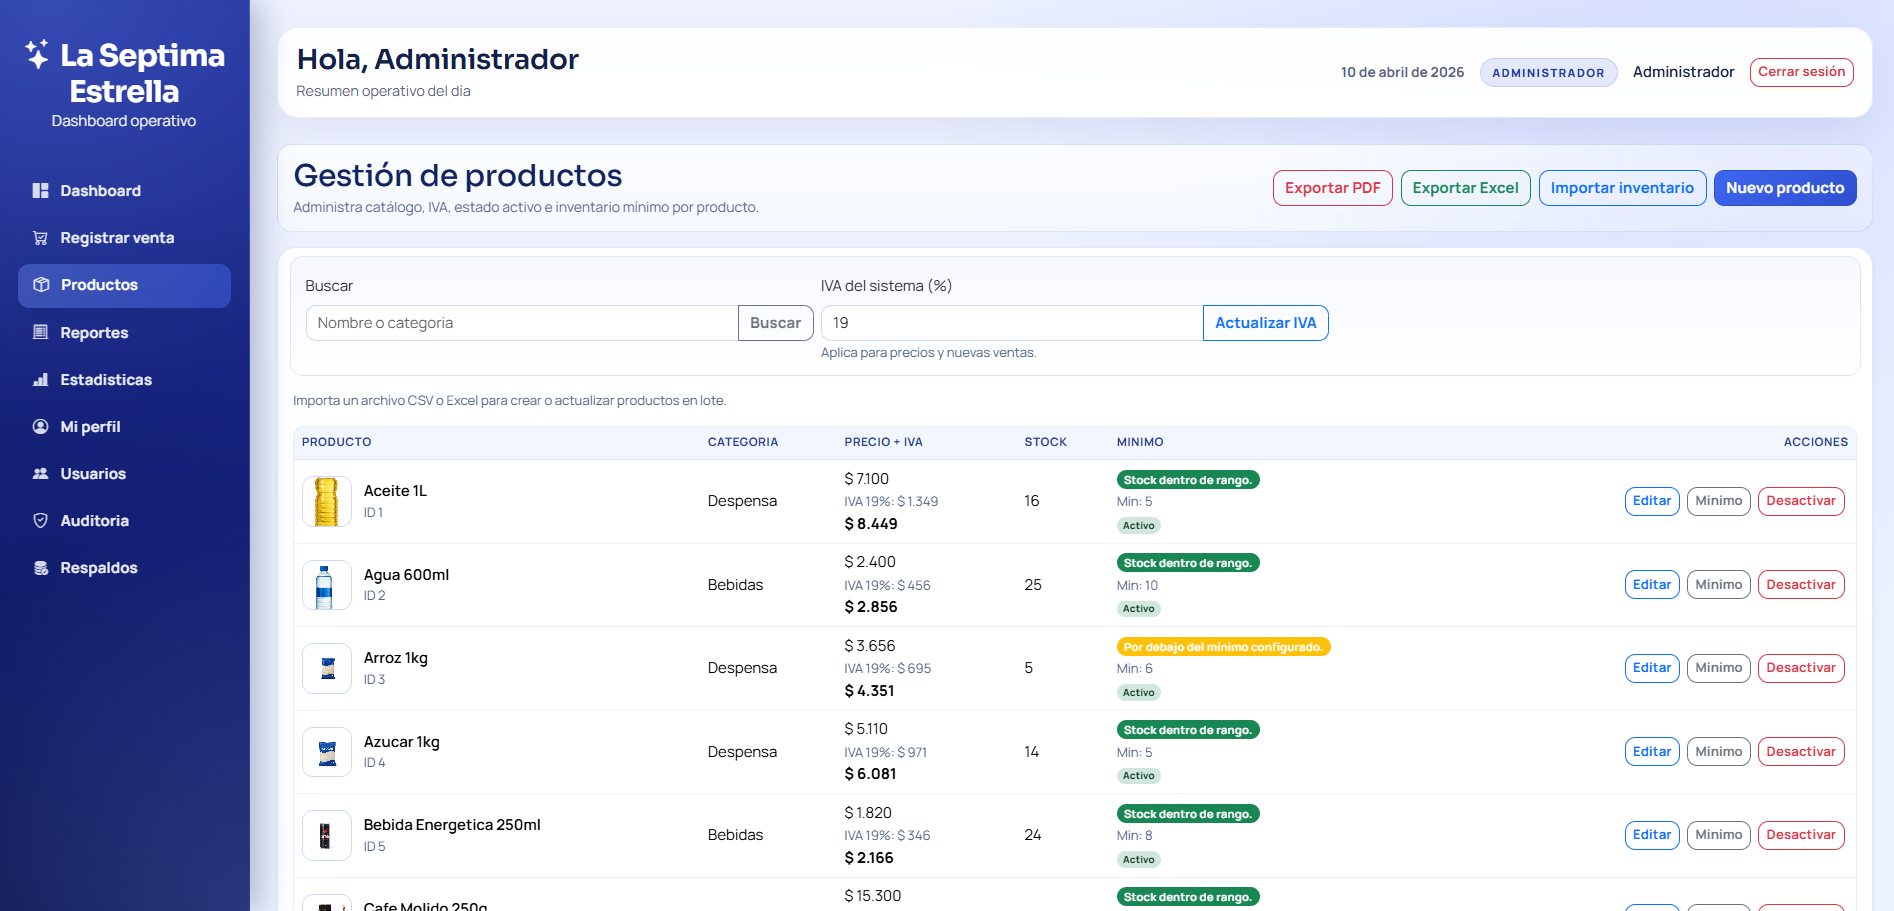 La Septima
Estrella
Dashboard operativo
Dashboard
Registrar venta
Productos
Reportes
Estadisticas
Mi perfil
Usuarios
Auditoria
Respaldos
Hola, Administrador
Resumen operativo del día
10 de abril de 2026
ADMINISTRADOR
Administrador
Cerrar sesión
Gestión de productos
Administra catálogo, IVA, estado activo e inventario mínimo por producto.
Exportar PDF
Exportar Excel
Importar inventario
Nuevo producto
Buscar
Nombre o categoria
Buscar
IVA del sistema (%)
19
Actualizar IVA
Aplica para precios y nuevas ventas.
Importa un archivo CSV o Excel para crear o actualizar productos en lote.
PRODUCTO CATEGORIA PRECIO + IVA STOCK MINIMO ACCIONES
Aceite 1L
ID 1
Despensa
$ 7.100
IVA 19%: $ 1.349
$ 8.449
16
Stock dentro de rango.
Min: 5
Activo
Editar Minimo Desactivar
Agua 600ml
ID 2
Bebidas
$ 2.400
IVA 19%: $ 456
$ 2.856
25
Stock dentro de rango.
Min: 10
Activo
Editar Minimo Desactivar
Arroz 1kg
ID 3
Despensa
$ 3.656
IVA 19%: $ 695
$ 4.351
5
Por debajo del mínimo configurado.
Min: 6
Activo
Editar Minimo Desactivar
Azucar 1kg
ID 4
Despensa
$ 5.110
IVA 19%: $ 971
$ 6.081
14
Stock dentro de rango.
Min: 5
Activo
Editar Minimo Desactivar
Bebida Energetica 250ml
ID 5
Bebidas
$ 1.820
IVA 19%: $ 346
$ 2.166
24
Stock dentro de rango.
Min: 8
Activo
Editar Minimo Desactivar
Cafe Molido 250g
$ 15.300
Stock dentro de rango.